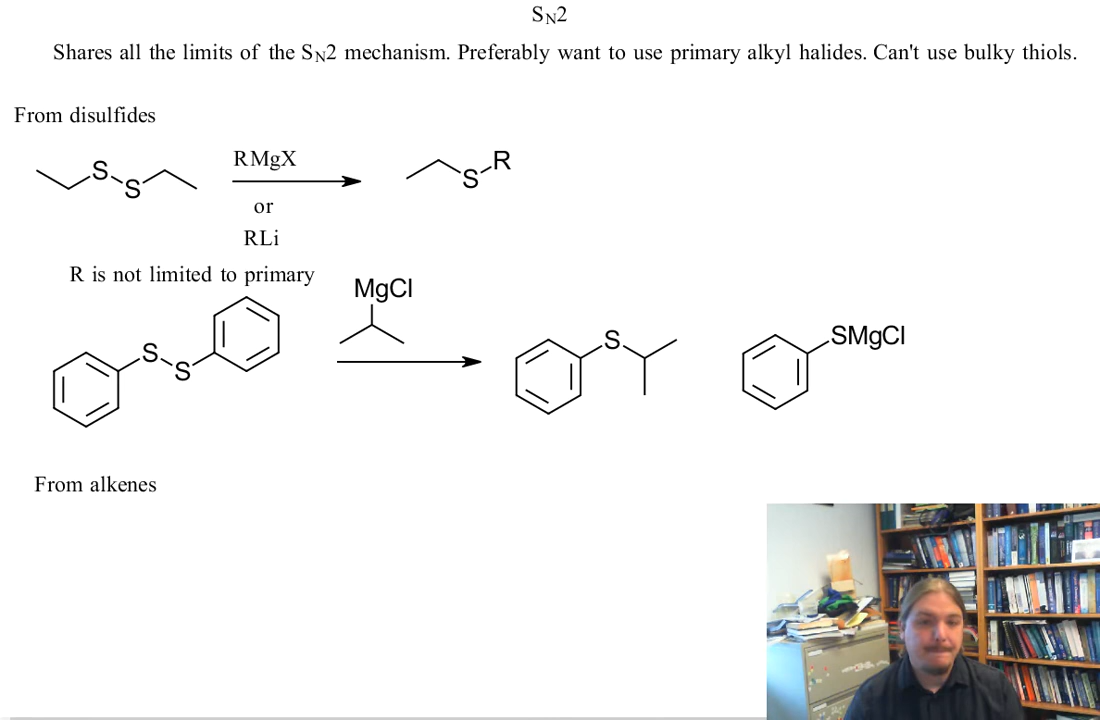 SN2
Shares all the limits of the SN2 mechanism. Preferably want to use primary alkyl halides. Can't use bulky thiols.
From disulfides
S
S
RMgX
or
RLi
S
R
R is not limited to primary
S
S
MgCl
S
SMgCl
From alkenes